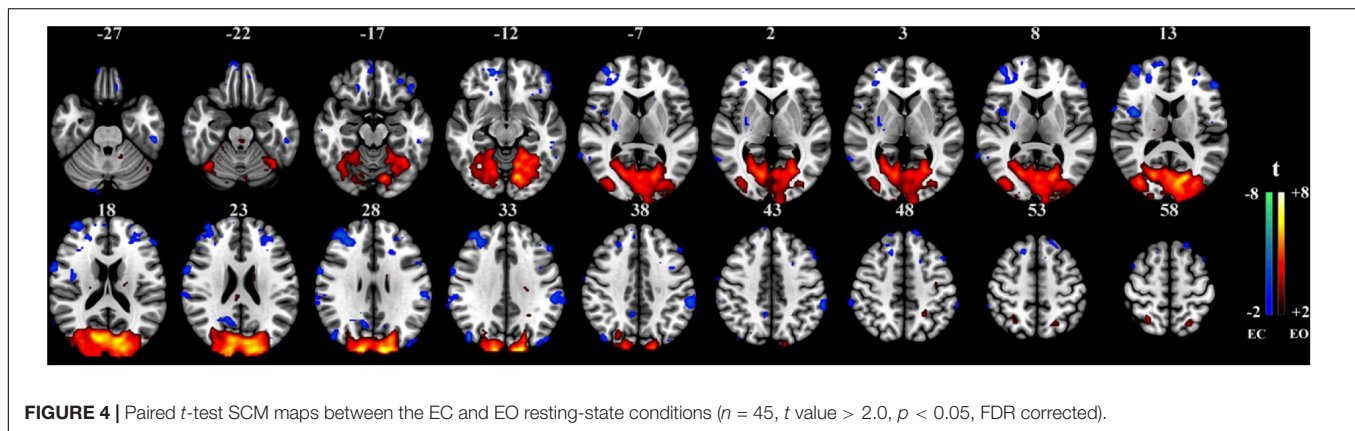 -27 -22 -17 -12 -7 2 3 8 13
t
-8 +8
18 23 28 33 38 43 48 53 58
-2 +2
EC EO
FIGURE 4 | Paired t-test SCM maps between the EC and EO resting-state conditions (n = 45, t value > 2.0, p < 0.05, FDR corrected).